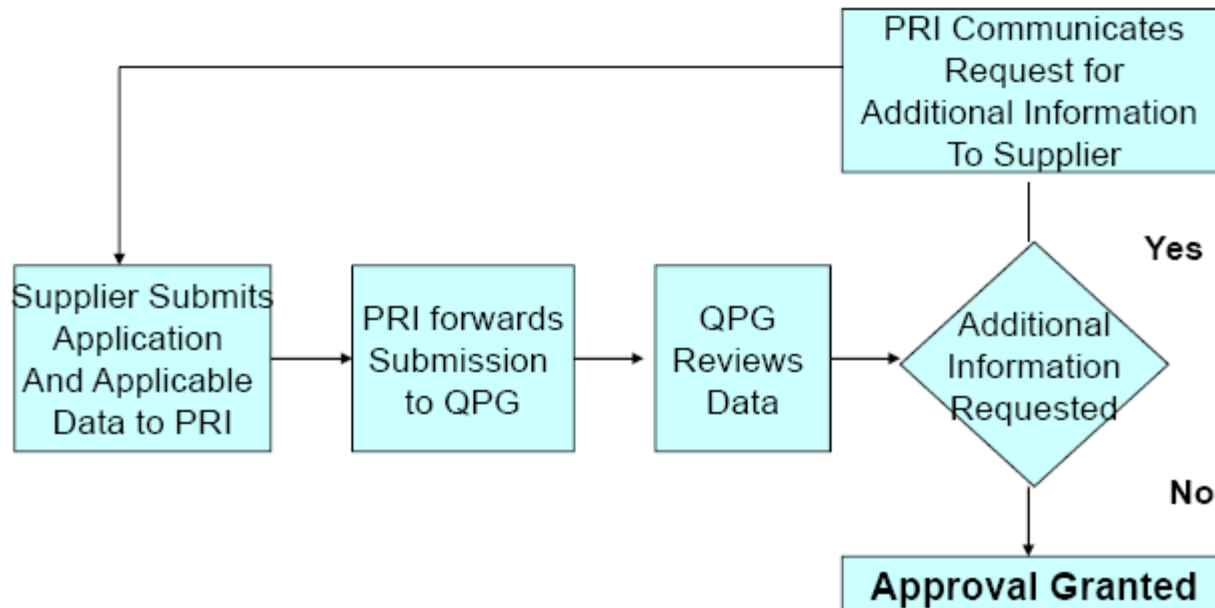 PRI Communicates
Request for
Additional Information
To Supplier
Yes
Supplier Submits
Application
And Applicable
Data to PRI
PRI forwards
Submission
to QPG
QPG
Reviews
Data
Additional
Information
Requested
No
Approval Granted